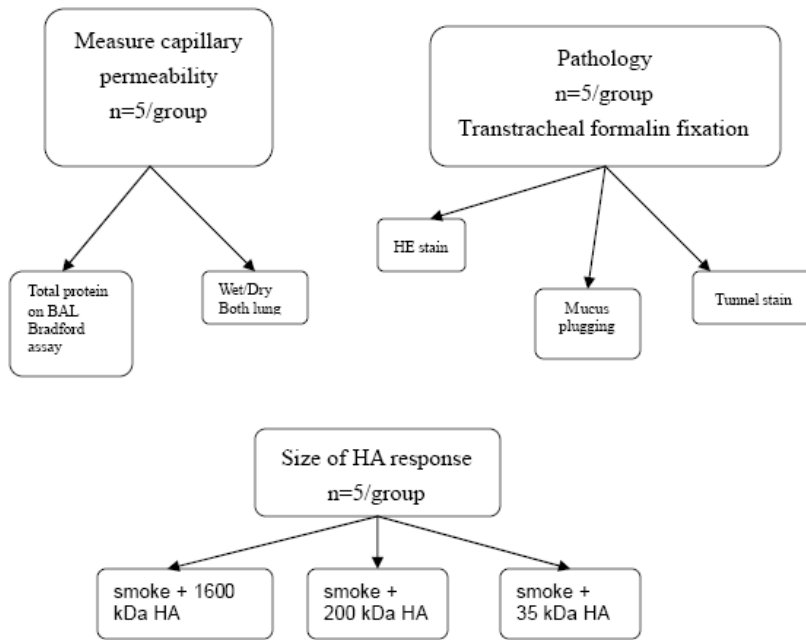 Measure capillary
permeability
n=5/group
Pathology
n=5/group
Transtracheal formalin fixation
Total protein
on BAL
Bradford
assay
Wet/Dry
Both lung
HE stain
Mucus
plugging
Tunnel stain
Size of HA response
n=5/group
smoke + 1600
kDa HA
smoke +
200 kDa HA
smoke +
35 kDa HA